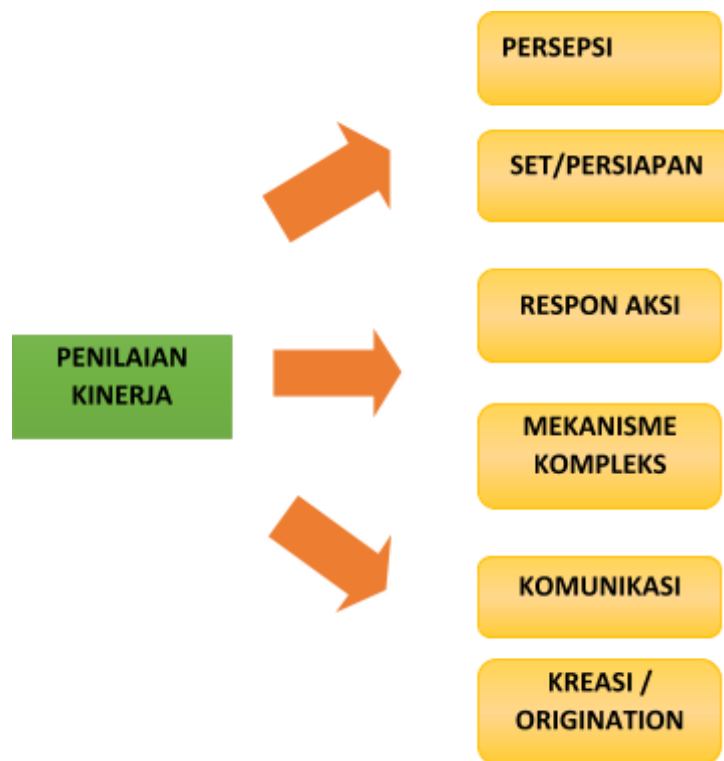 PENILAIAN
KINERJA
PERSEPSI
SET/PERSIAPAN
RESPON AKSI
MEKANISME
KOMPLEKS
KOMUNIKASI
KREASI /
ORIGINATION